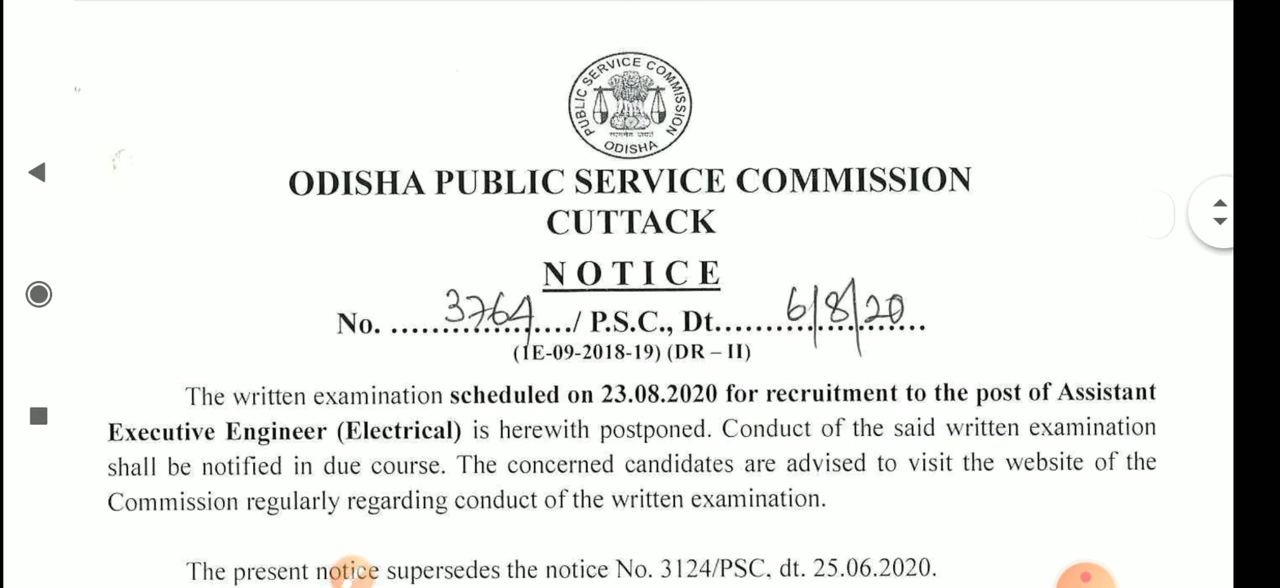 PUBLIC SERVICE COMMISSION
ODISHA
ODISHA PUBLIC SERVICE COMMISSION
CUTTACK
NOTICE
No. ..........3764........../ P.S.C., Dt..........6/8/20..........
(IE-09-2018-19) (DR – II)
The written examination scheduled on 23.08.2020 for recruitment to the post of Assistant
Executive Engineer (Electrical) is herewith postponed. Conduct of the said written examination
shall be notified in due course. The concerned candidates are advised to visit the website of the
Commission regularly regarding conduct of the written examination.
The present notice supersedes the notice No. 3124/PSC, dt. 25.06.2020.